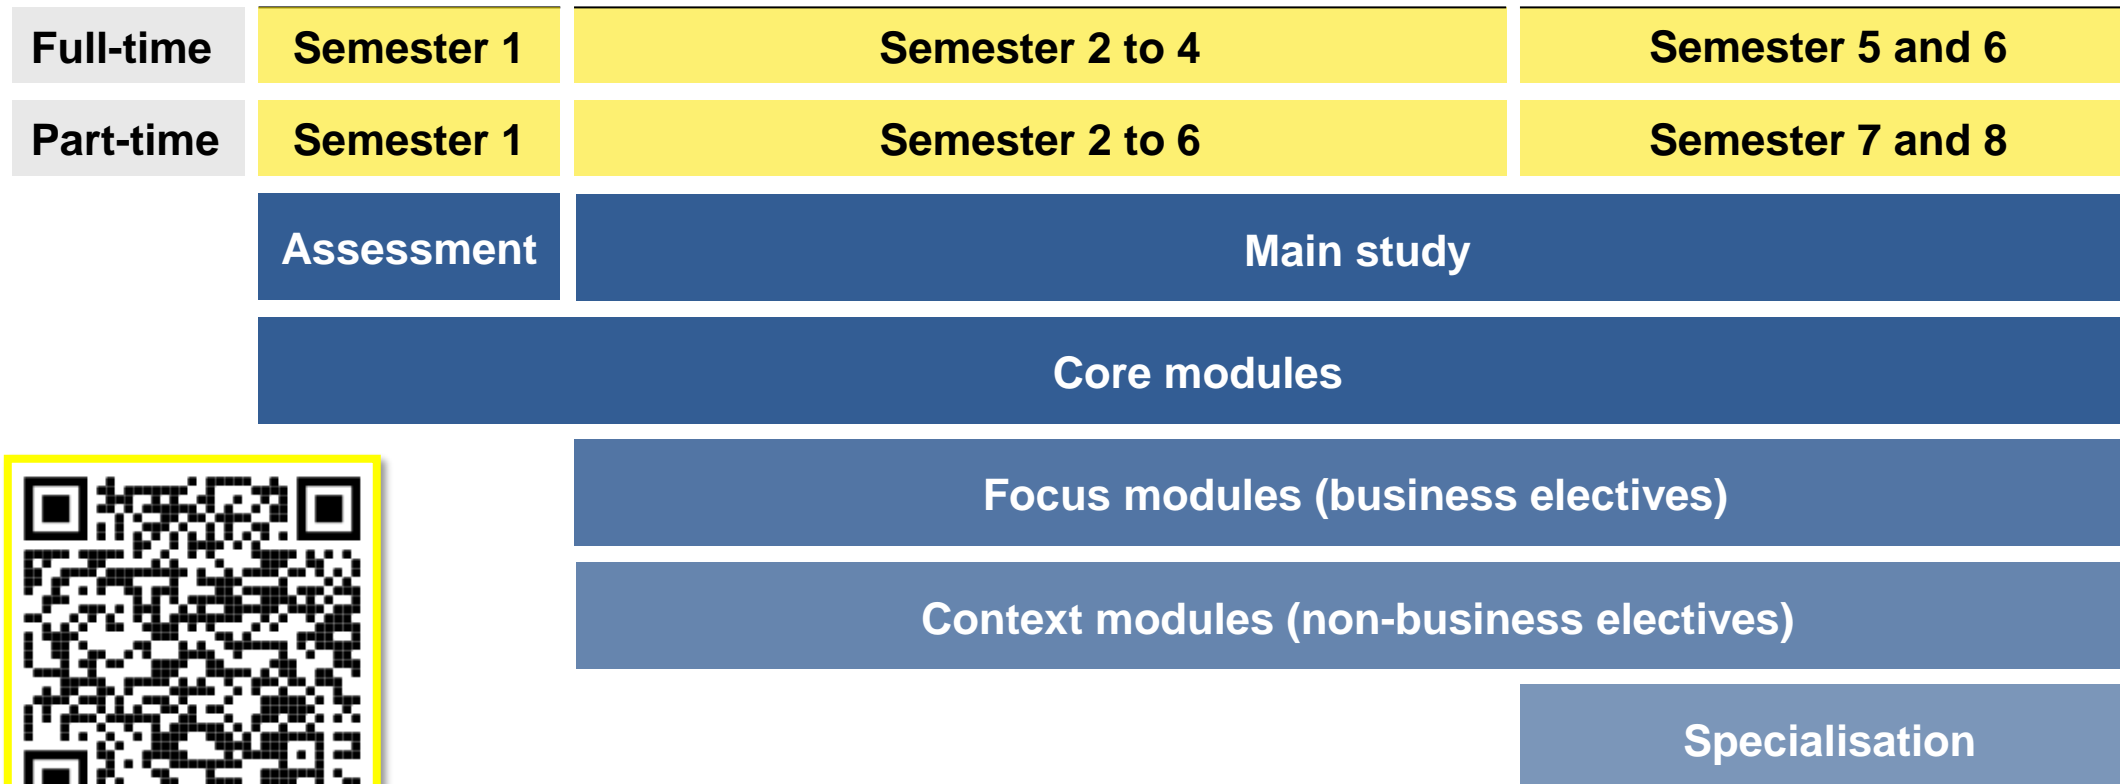 Full-time Semester 1 Semester 2 to 4 Semester 5 and 6
Part-time Semester 1 Semester 2 to 6 Semester 7 and 8
Assessment Main study
Core modules
Focus modules (business electives)
Context modules (non-business electives)
Specialisation